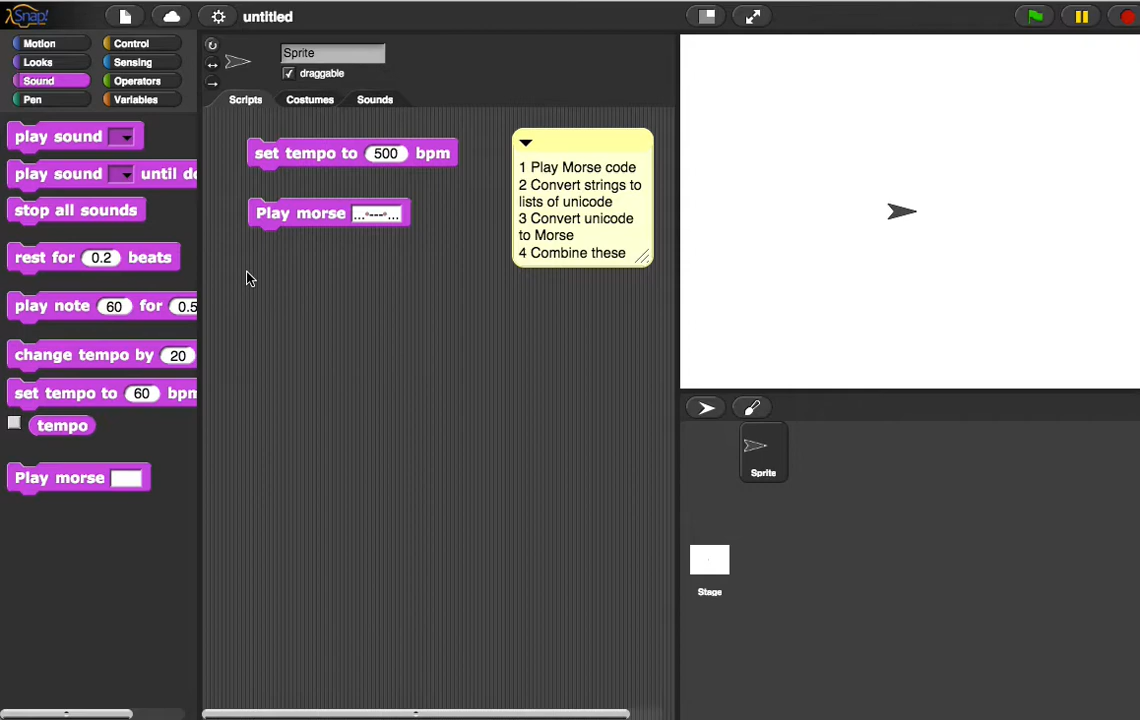 Snap!
untitled
Motion
Control
Looks
Sensing
Sound
Operators
Pen
Variables
play sound
play sound until do
stop all sounds
rest for 0.2 beats
play note 60 for 0.5
change tempo by 20
set tempo to 60 bpm
tempo
Play morse
Sprite
draggable
Scripts
Costumes
Sounds
set tempo to 500 bpm
Play morse ...◦---◦...
1 Play Morse code
2 Convert strings to
lists of unicode
3 Convert unicode
to Morse
4 Combine these
Sprite
Stage